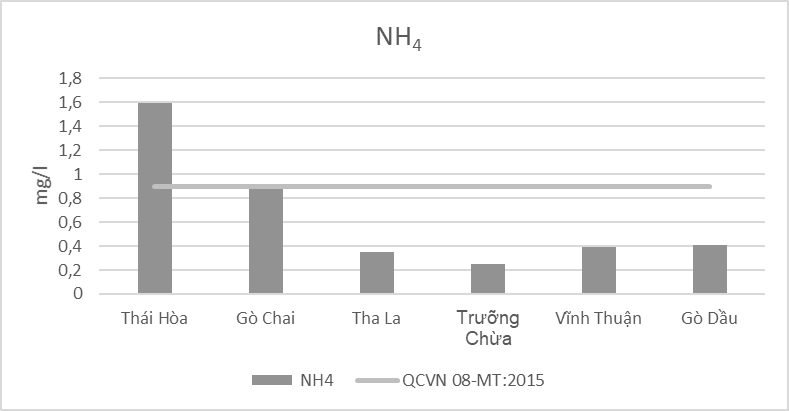 NH₄
1,8
1,6
1,4
1,2
1
0,8
0,6
0,4
0,2
0
mg/l
Thái Hòa Gò Chai Tha La Trưỡng Vĩnh Thuận Gò Dầu
Chừa
NH4 QCVN 08-MT:2015